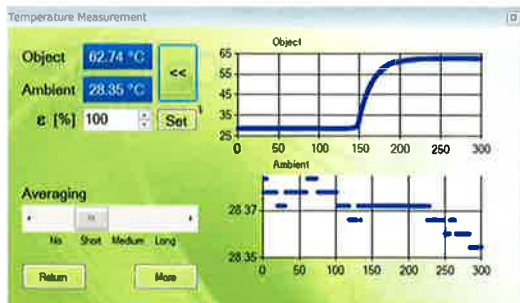 Temperature Measurement
Object 62.74 °C
<<
Ambient 28.35 °C
ε [%] 100 Set
Averaging
No Short Medium Long
Return More
Object
65
55
45
35
25
0 50 100 150 200 250 300
Ambient
28.37
28.35
0 50 100 150 200 250 300